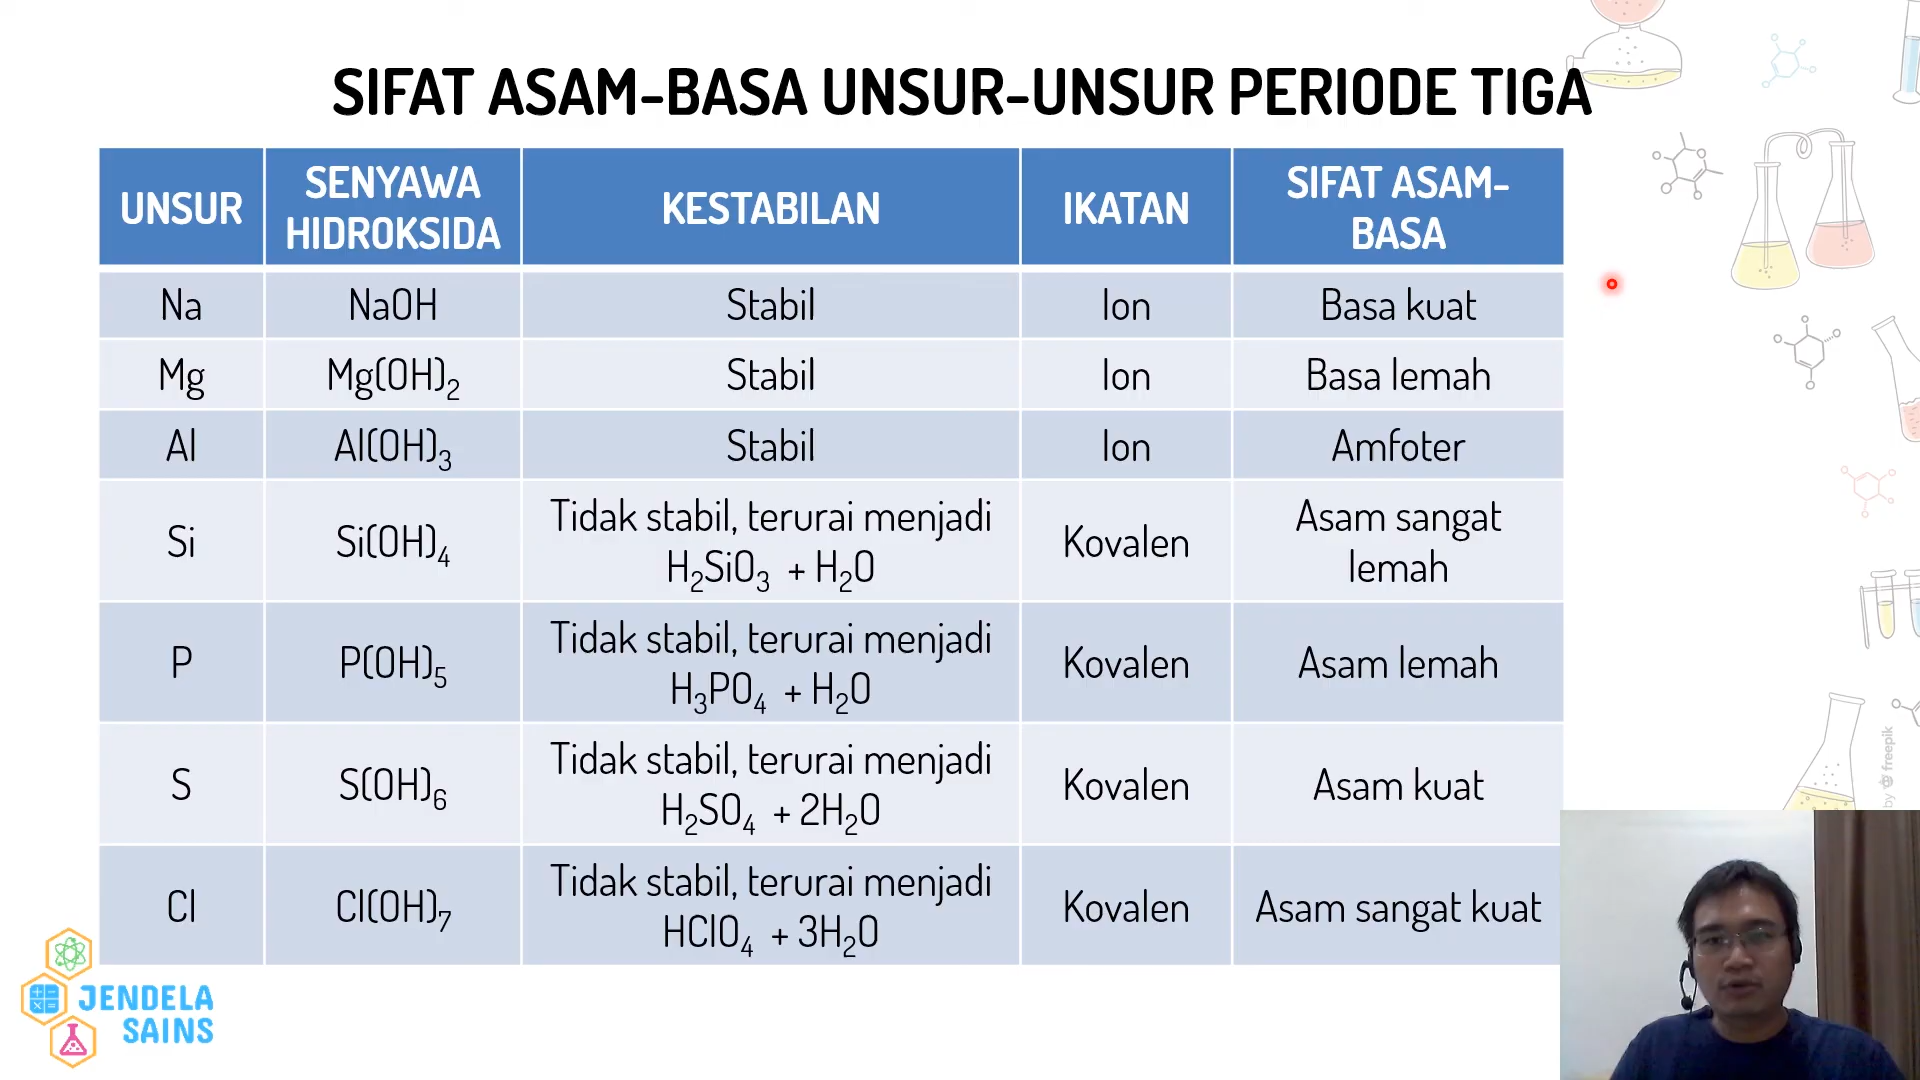 SIFAT ASAM-BASA UNSUR-UNSUR PERIODE TIGA
UNSUR
SENYAWA
HIDROKSIDA
KESTABILAN
IKATAN
SIFAT ASAM-
BASA
Na
NaOH
Stabil
Ion
Basa kuat
Mg
Mg(OH)₂
Stabil
Ion
Basa lemah
Al
Al(OH)₃
Stabil
Ion
Amfoter
Si
Si(OH)₄
Tidak stabil, terurai menjadi
H₂SiO₃ + H₂O
Kovalen
Asam sangat
lemah
P
P(OH)₅
Tidak stabil, terurai menjadi
H₃PO₄ + H₂O
Kovalen
Asam lemah
S
S(OH)₆
Tidak stabil, terurai menjadi
H₂SO₄ + 2H₂O
Kovalen
Asam kuat
Cl
Cl(OH)₇
Tidak stabil, terurai menjadi
HClO₄ + 3H₂O
Kovalen
Asam sangat kuat
JENDELA
SAINS
by freepik